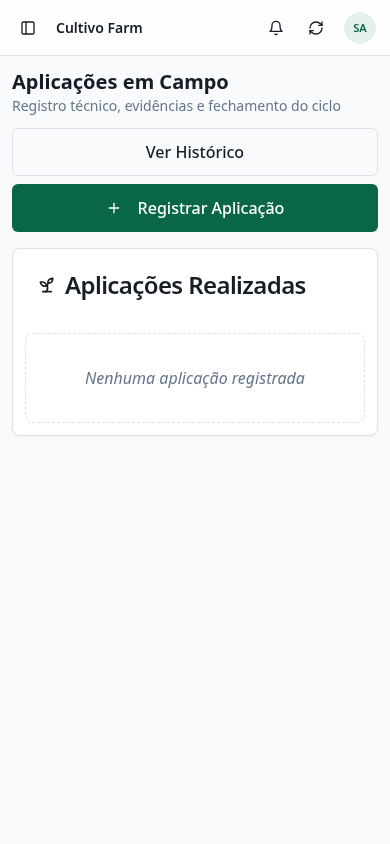 Cultivo Farm
SA
Aplicações em Campo
Registro técnico, evidências e fechamento do ciclo
Ver Histórico
Registrar Aplicação
Aplicações Realizadas
Nenhuma aplicação registrada